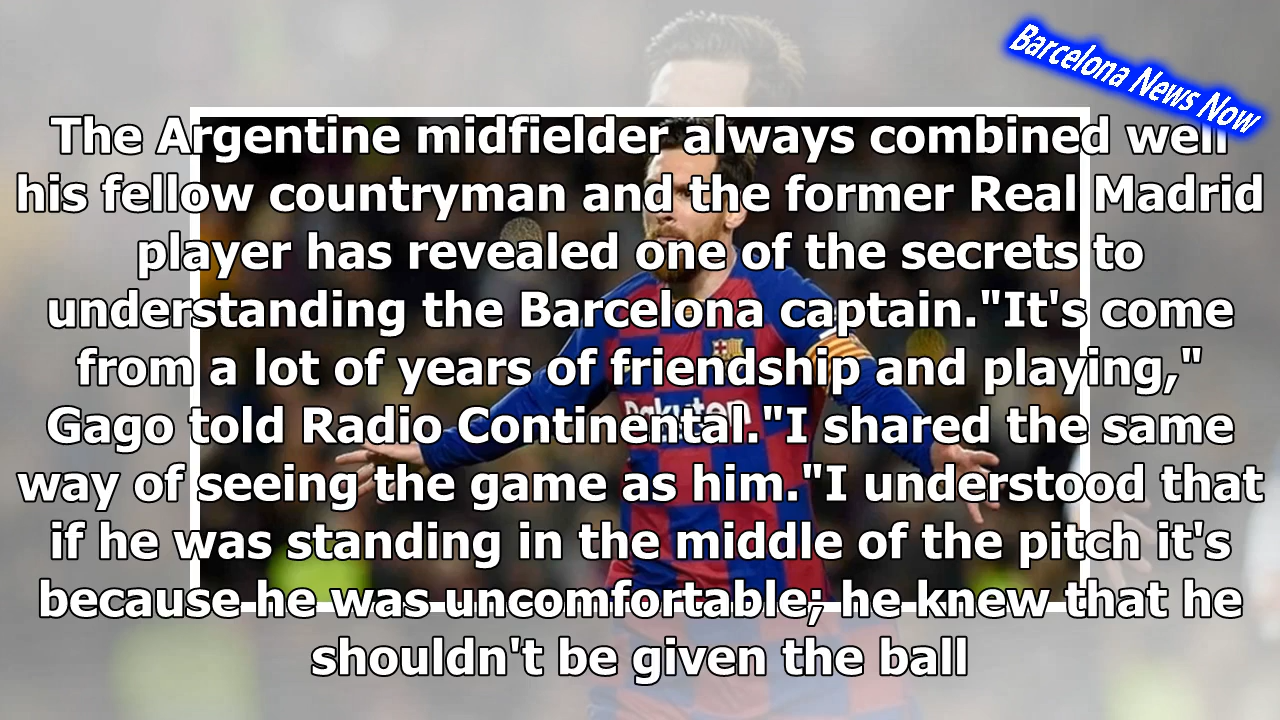 Barcelona News Now
The Argentine midfielder always combined well
his fellow countryman and the former Real Madrid
player has revealed one of the secrets to
understanding the Barcelona captain."It's come
from a lot of years of friendship and playing,"
Gago told Radio Continental."I shared the same
way of seeing the game as him."I understood that
if he was standing in the middle of the pitch it's
because he was uncomfortable; he knew that he
shouldn't be given the ball
Rakuten